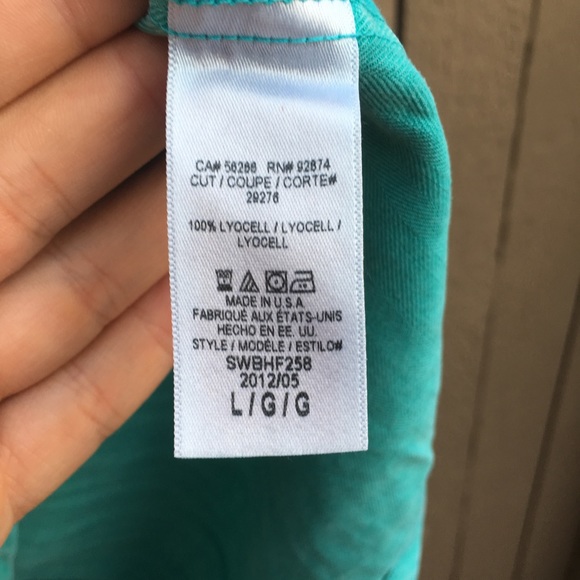 CA# 56286 RN# 92874
CUT / COUPE / CORTE#
29276
100% LYOCELL / LYOCELL /
LYOCELL
MADE IN U.S.A.
FABRIQUÉ AUX ÉTATS-UNIS
HECHO EN EE. UU.
STYLE / MODÈLE / ESTILO#
SWBHF258
2012/05
L / G / G